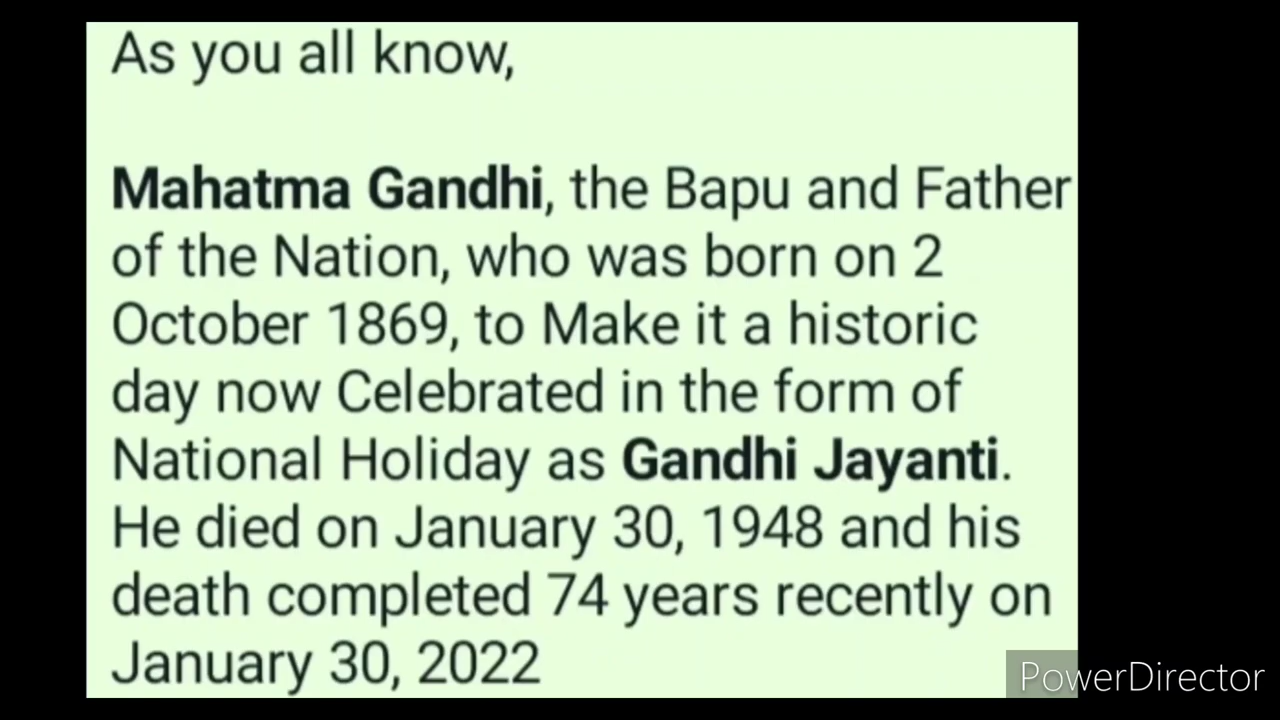 As you all know,
Mahatma Gandhi, the Bapu and Father
of the Nation, who was born on 2
October 1869, to Make it a historic
day now Celebrated in the form of
National Holiday as Gandhi Jayanti.
He died on January 30, 1948 and his
death completed 74 years recently on
January 30, 2022
PowerDirector